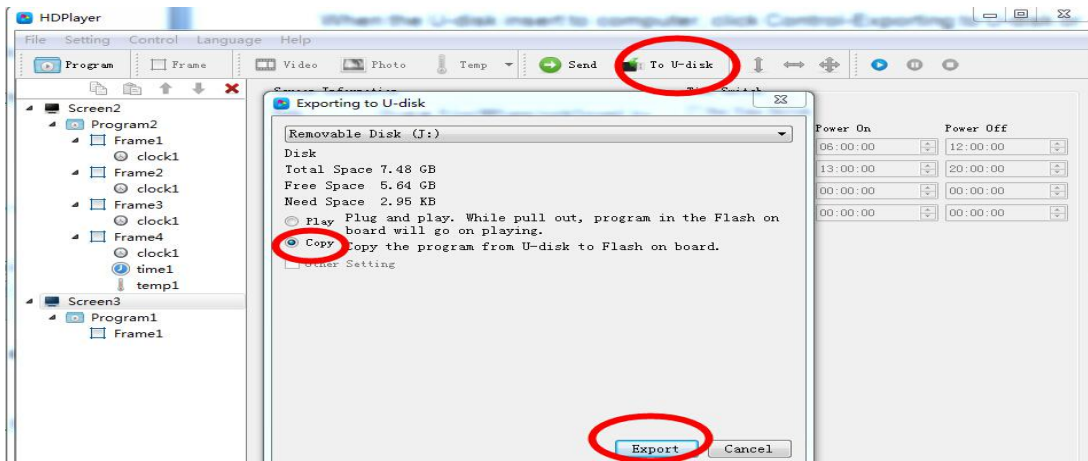 When the U-disk insert to computer click Control-Exporting to U-disk
HDPlayer
File Setting Control Language Help
Program Frame Video Photo Temp Send To U-disk
Screen Information Time Switch
Exporting to U-disk
Screen2
Program2
Frame1
clock1
Frame2
clock1
Frame3
clock1
Frame4
clock1
time1
temp1
Screen3
Program1
Frame1
Removable Disk (J:)
Disk
Total Space 7.48 GB
Free Space 5.64 GB
Need Space 2.95 KB
Play Plug and play. While pull out, program in the Flash on
board will go on playing.
Copy Copy the program from U-disk to Flash on board.
Other Setting
Export Cancel
Power On Power Off
06:00:00 12:00:00
13:00:00 20:00:00
00:00:00 00:00:00
00:00:00 00:00:00